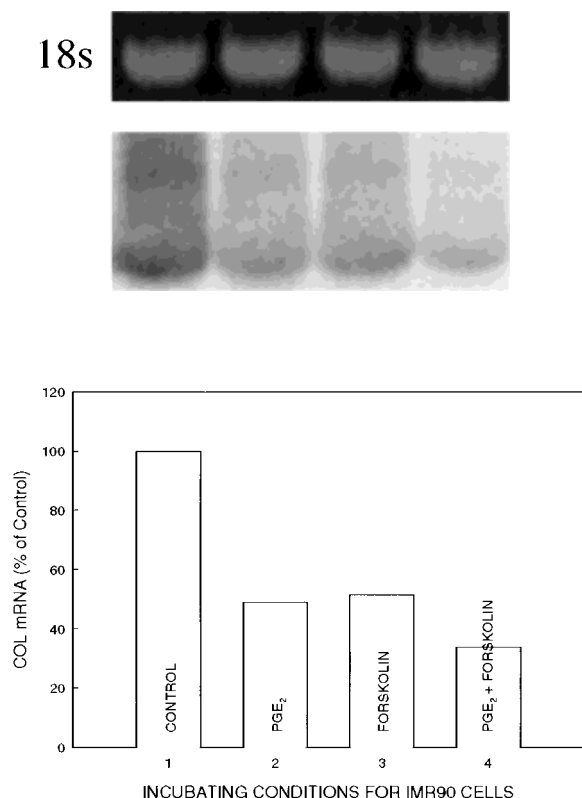 18s
120
100
80
60
40
20
0
COL mRNA (% of Control)
CONTROL
PGE₂
FORSKOLIN
PGE₂ + FORSKOLIN
1 2 3 4
INCUBATING CONDITIONS FOR IMR90 CELLS